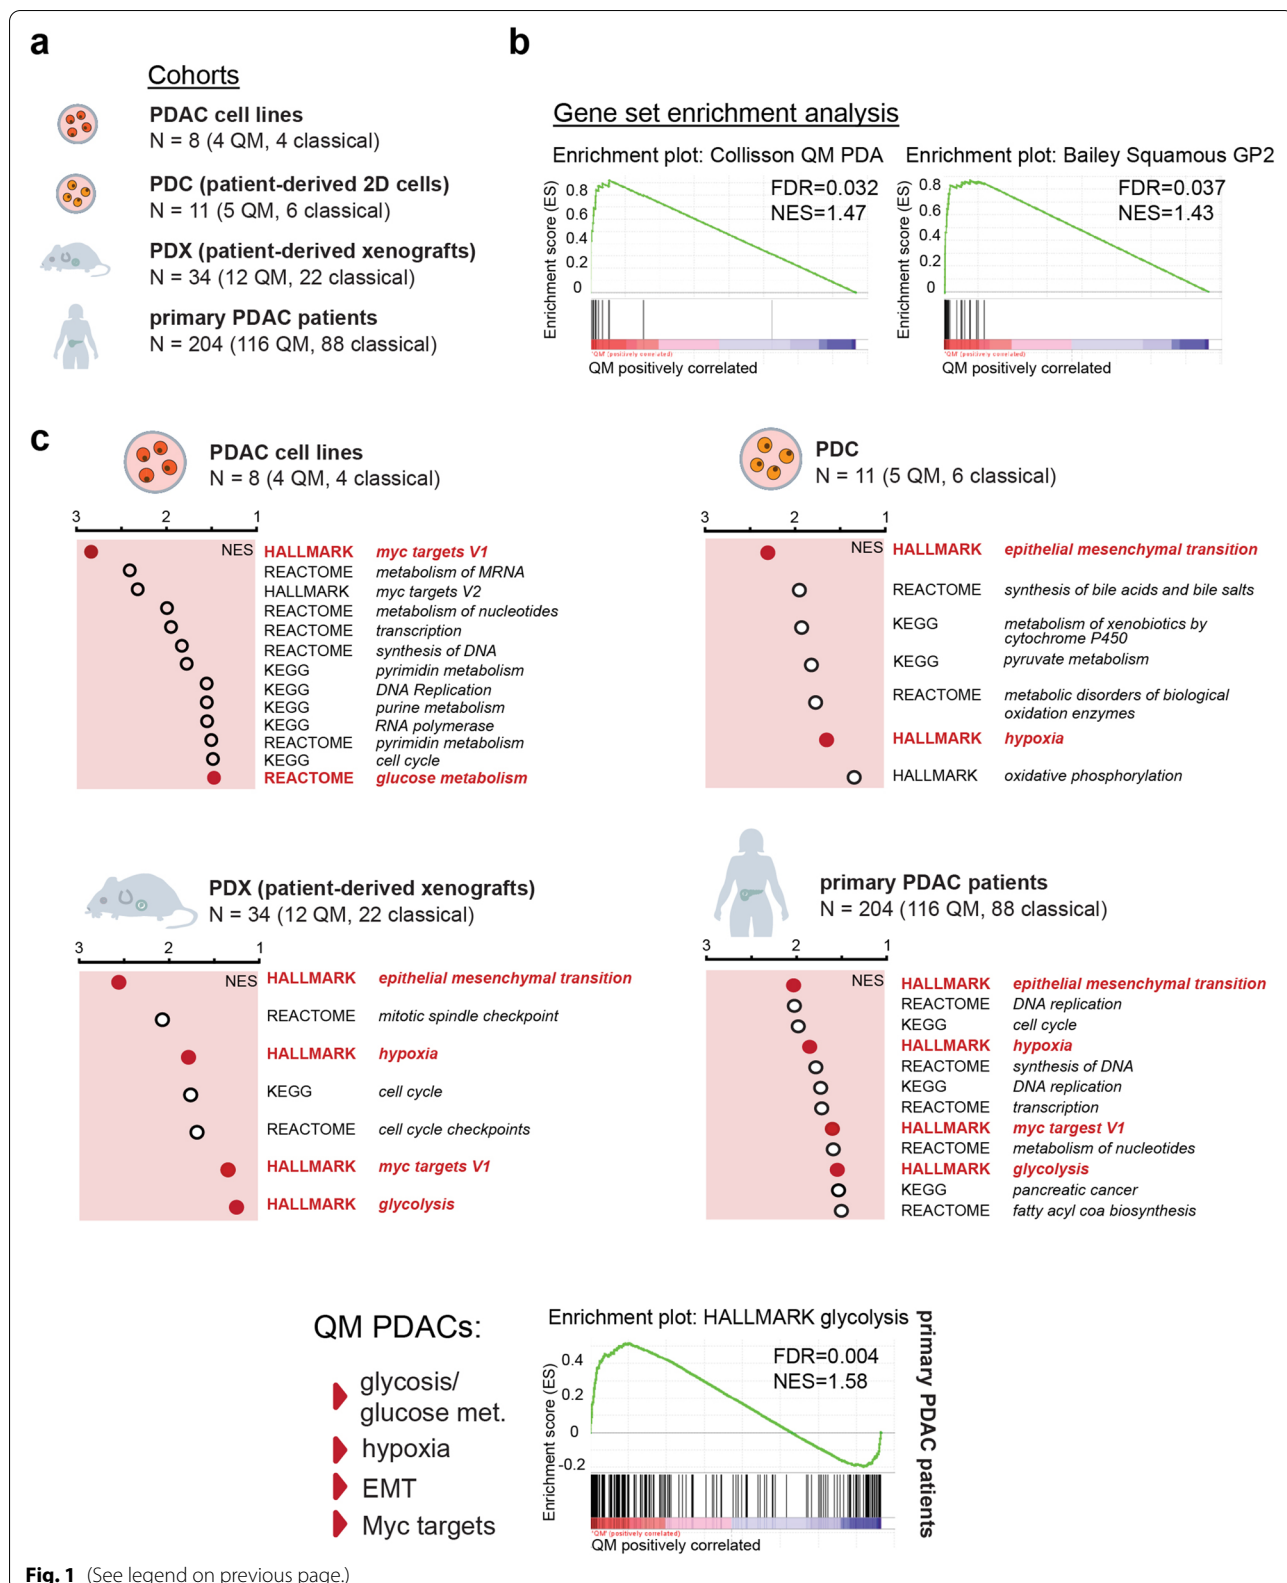 a
Cohorts
PDAC cell lines
N = 8 (4 QM, 4 classical)
PDC (patient-derived 2D cells)
N = 11 (5 QM, 6 classical)
PDX (patient-derived xenografts)
N = 34 (12 QM, 22 classical)
primary PDAC patients
N = 204 (116 QM, 88 classical)
b
Gene set enrichment analysis
Enrichment plot: Collisson QM PDA
Enrichment score (ES)
0.8
0.6
0.4
0.2
0
FDR=0.032
NES=1.47
'QM' (positively correlated)
QM positively correlated
Enrichment plot: Bailey Squamous GP2
Enrichment score (ES)
0.8
0.6
0.4
0.2
0
FDR=0.037
NES=1.43
'QM' (positively correlated)
QM positively correlated
c
PDAC cell lines
N = 8 (4 QM, 4 classical)
3 2 1
NES
HALLMARK myc targets V1
REACTOME metabolism of MRNA
HALLMARK myc targets V2
REACTOME metabolism of nucleotides
REACTOME transcription
REACTOME synthesis of DNA
KEGG pyrimidin metabolism
KEGG DNA Replication
KEGG purine metabolism
KEGG RNA polymerase
REACTOME pyrimidin metabolism
KEGG cell cycle
REACTOME glucose metabolism
PDC
N = 11 (5 QM, 6 classical)
3 2 1
NES
HALLMARK epithelial mesenchymal transition
REACTOME synthesis of bile acids and bile salts
KEGG metabolism of xenobiotics by
cytochrome P450
KEGG pyruvate metabolism
REACTOME metabolic disorders of biological
oxidation enzymes
HALLMARK hypoxia
HALLMARK oxidative phosphorylation
PDX (patient-derived xenografts)
N = 34 (12 QM, 22 classical)
3 2 1
NES
HALLMARK epithelial mesenchymal transition
REACTOME mitotic spindle checkpoint
HALLMARK hypoxia
KEGG cell cycle
REACTOME cell cycle checkpoints
HALLMARK myc targets V1
HALLMARK glycolysis
primary PDAC patients
N = 204 (116 QM, 88 classical)
3 2 1
NES
HALLMARK epithelial mesenchymal transition
REACTOME DNA replication
KEGG cell cycle
HALLMARK hypoxia
REACTOME synthesis of DNA
KEGG DNA replication
REACTOME transcription
HALLMARK myc targest V1
REACTOME metabolism of nucleotides
HALLMARK glycolysis
KEGG pancreatic cancer
REACTOME fatty acyl coa biosynthesis
QM PDACs:
glycosis/
glucose met.
hypoxia
EMT
Myc targets
Enrichment plot: HALLMARK glycolysis
Enrichment score (ES)
0.4
0.2
0
-0.2
FDR=0.004
NES=1.58
'QM' (positively correlated)
QM positively correlated
primary PDAC patients
Fig. 1 (See legend on previous page.)